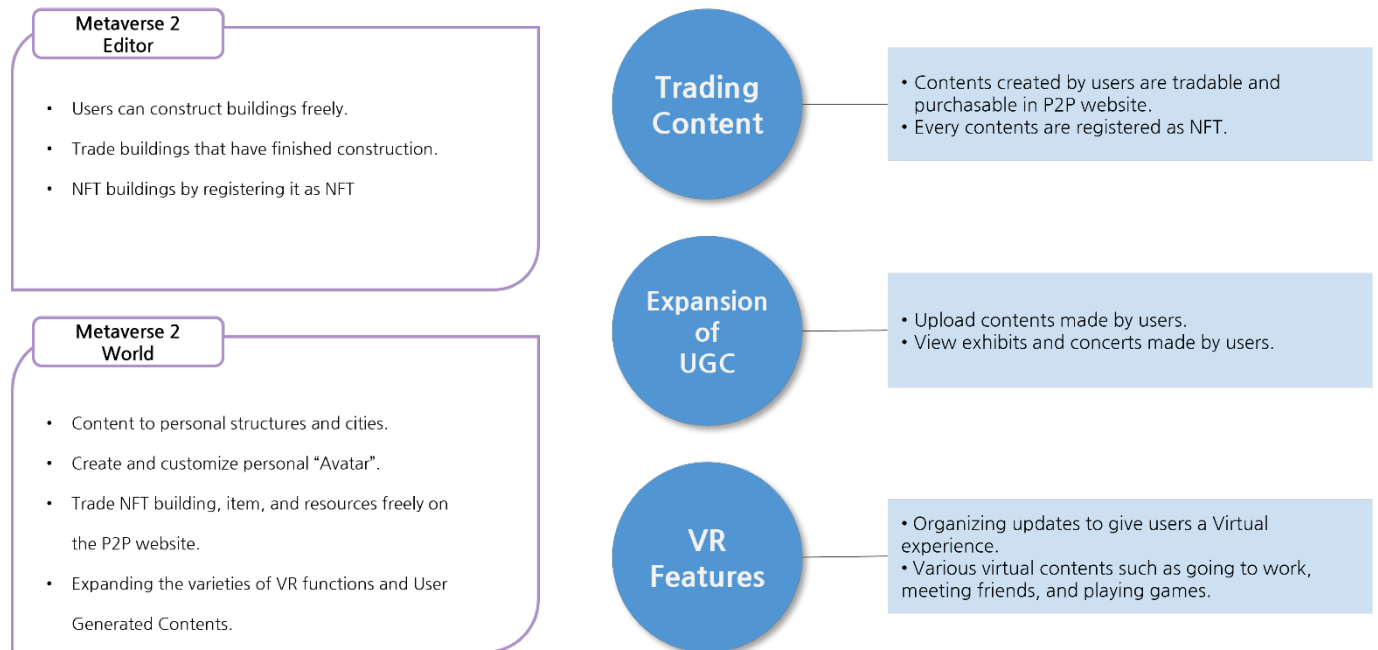 Metaverse 2
Editor
• Users can construct buildings freely.
• Trade buildings that have finished construction.
• NFT buildings by registering it as NFT
Metaverse 2
World
• Content to personal structures and cities.
• Create and customize personal “Avatar”.
• Trade NFT building, item, and resources freely on
the P2P website.
• Expanding the varieties of VR functions and User
Generated Contents.
Trading
Content
• Contents created by users are tradable and
purchasable in P2P website.
• Every contents are registered as NFT.
Expansion
of
UGC
• Upload contents made by users.
• View exhibits and concerts made by users.
VR
Features
• Organizing updates to give users a Virtual
experience.
• Various virtual contents such as going to work,
meeting friends, and playing games.